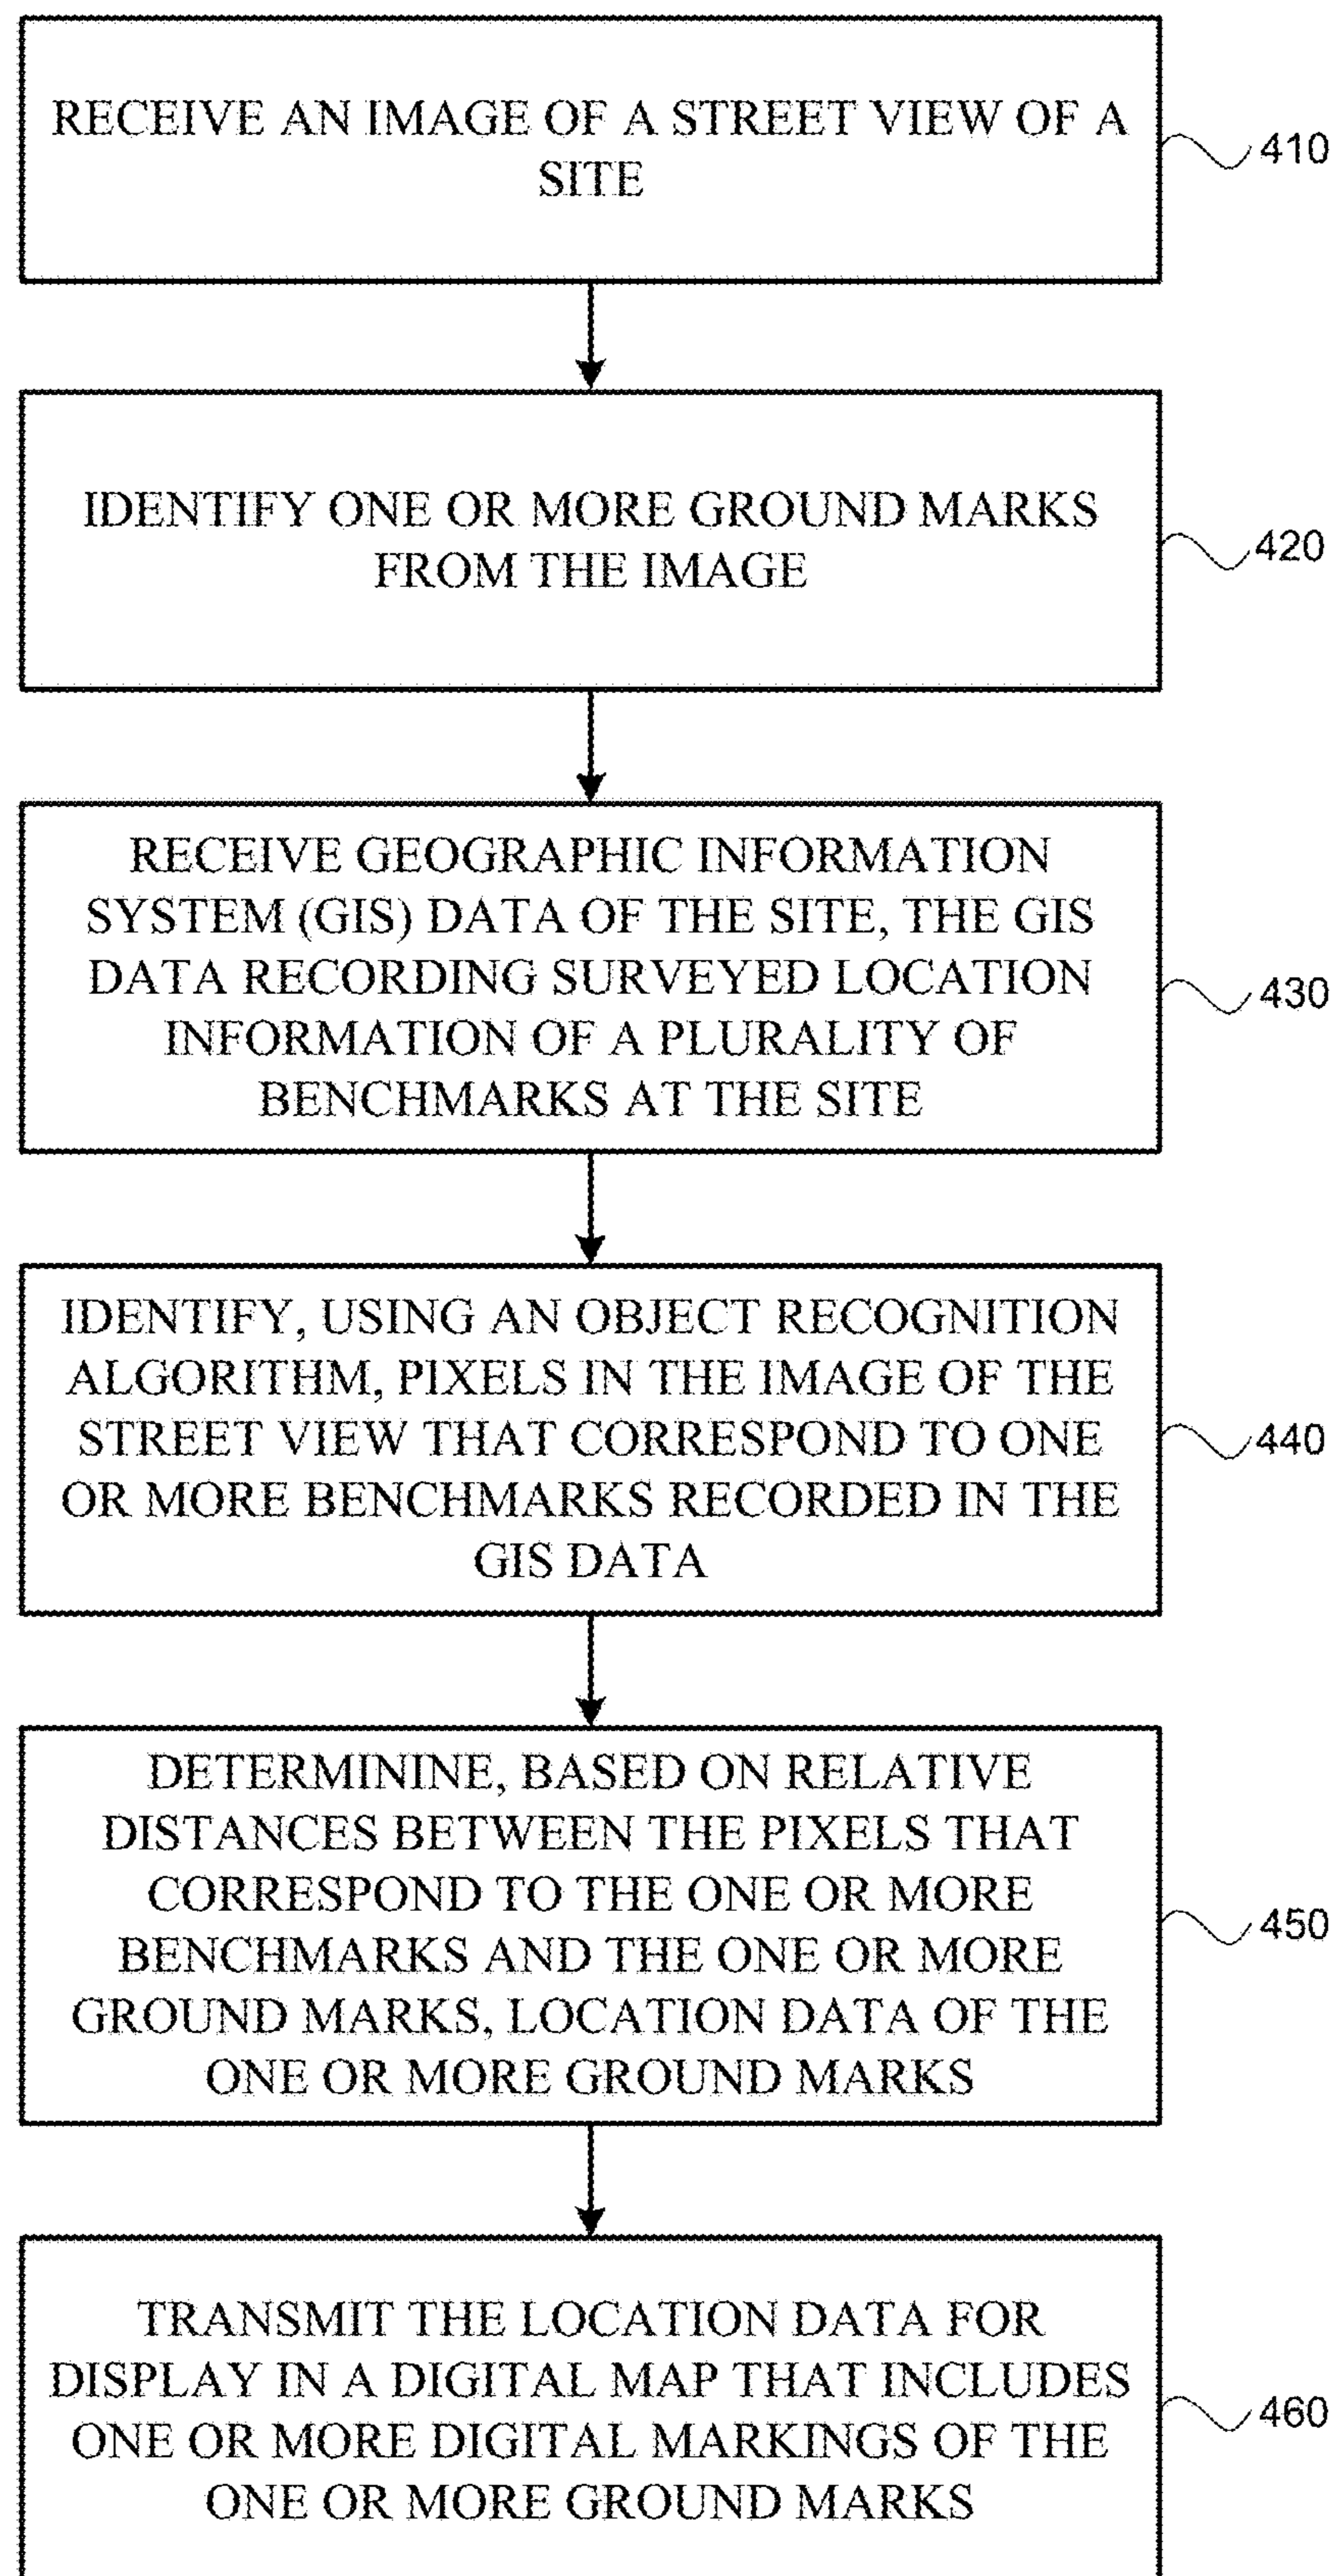 RECEIVE AN IMAGE OF A STREET VIEW OF A
SITE
410
IDENTIFY ONE OR MORE GROUND MARKS
FROM THE IMAGE
420
RECEIVE GEOGRAPHIC INFORMATION
SYSTEM (GIS) DATA OF THE SITE, THE GIS
DATA RECORDING SURVEYED LOCATION
INFORMATION OF A PLURALITY OF
BENCHMARKS AT THE SITE
430
IDENTIFY, USING AN OBJECT RECOGNITION
ALGORITHM, PIXELS IN THE IMAGE OF THE
STREET VIEW THAT CORRESPOND TO ONE
OR MORE BENCHMARKS RECORDED IN THE
GIS DATA
440
DETERMININE, BASED ON RELATIVE
DISTANCES BETWEEN THE PIXELS THAT
CORRESPOND TO THE ONE OR MORE
BENCHMARKS AND THE ONE OR MORE
GROUND MARKS, LOCATION DATA OF THE
ONE OR MORE GROUND MARKS
450
TRANSMIT THE LOCATION DATA FOR
DISPLAY IN A DIGITAL MAP THAT INCLUDES
ONE OR MORE DIGITAL MARKINGS OF THE
ONE OR MORE GROUND MARKS
460